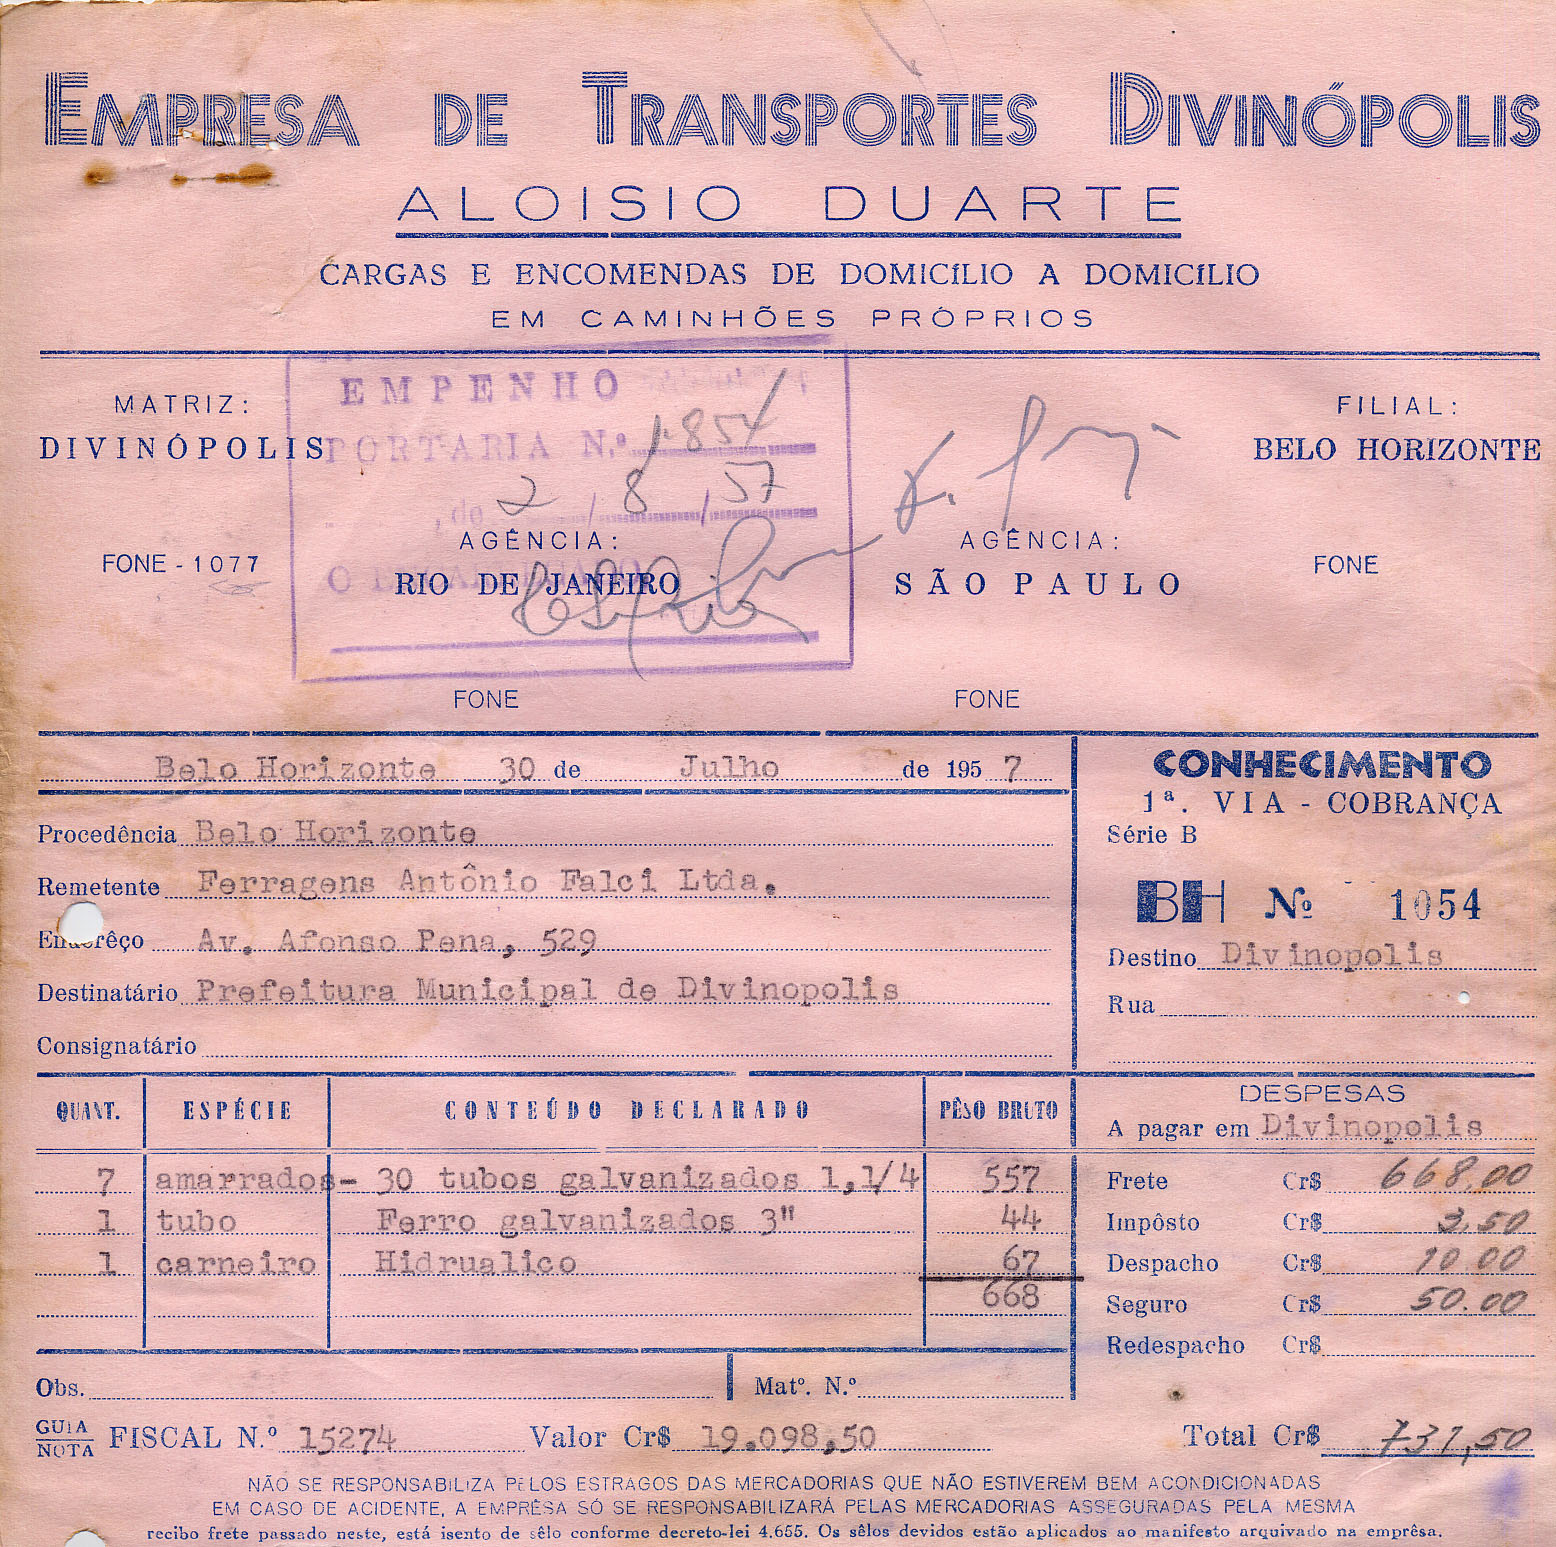 EMPRESA DE TRANSPORTES DIVINÓPOLIS
ALOISIO DUARTE
CARGAS E ENCOMENDAS DE DOMICÍLIO A DOMICÍLIO
EM CAMINHÕES PRÓPRIOS
MATRIZ:
DIVINÓPOLIS
FONE - 1077
EMPENHO
PORTARIA N.º 1.854
, de 2 / 8 / 57
AGÊNCIA:
RIO DE JANEIRO
FONE
AGÊNCIA:
SÃO PAULO
FONE
FILIAL:
BELO HORIZONTE
FONE
Belo Horizonte 30 de Julho de 1957
Procedência Belo Horizonte
Remetente Ferragens Antônio Falci Ltda.
Enderêço Av. Afonso Pena, 529
Destinatário Prefeitura Municipal de Divinopolis
Consignatário
CONHECIMENTO
1ª. VIA - COBRANÇA
Série B
BH Nº 1054
Destino Divinopolis
Rua
QUANT. ESPÉCIE CONTEÚDO DECLARADO PÊSO BRUTO
7 amarrados- 30 tubos galvanizados 1,1/4 557
1 tubo Ferro galvanizados 3" 44
1 carneiro Hidrualico 67
668
DESPESAS
A pagar em Divinopolis
Frete Cr$ 668.00
Impôsto Cr$ 3.50
Despacho Cr$ 10.00
Seguro Cr$ 50.00
Redespacho Cr$
Obs. Matº. N.º
GUIA
NOTA FISCAL N.º 15274 Valor Cr$ 19.098,50 Total Cr$ 731,50
NÃO SE RESPONSABILIZA PELOS ESTRAGOS DAS MERCADORIAS QUE NÃO ESTIVEREM BEM ACONDICIONADAS
EM CASO DE ACIDENTE, A EMPRÊSA SÓ SE RESPONSABILIZARÁ PELAS MERCADORIAS ASSEGURADAS PELA MESMA
recibo frete passado neste, está isento de sêlo conforme decreto-lei 4.655. Os sêlos devidos estão aplicados ao manifesto arquivado na emprêsa.